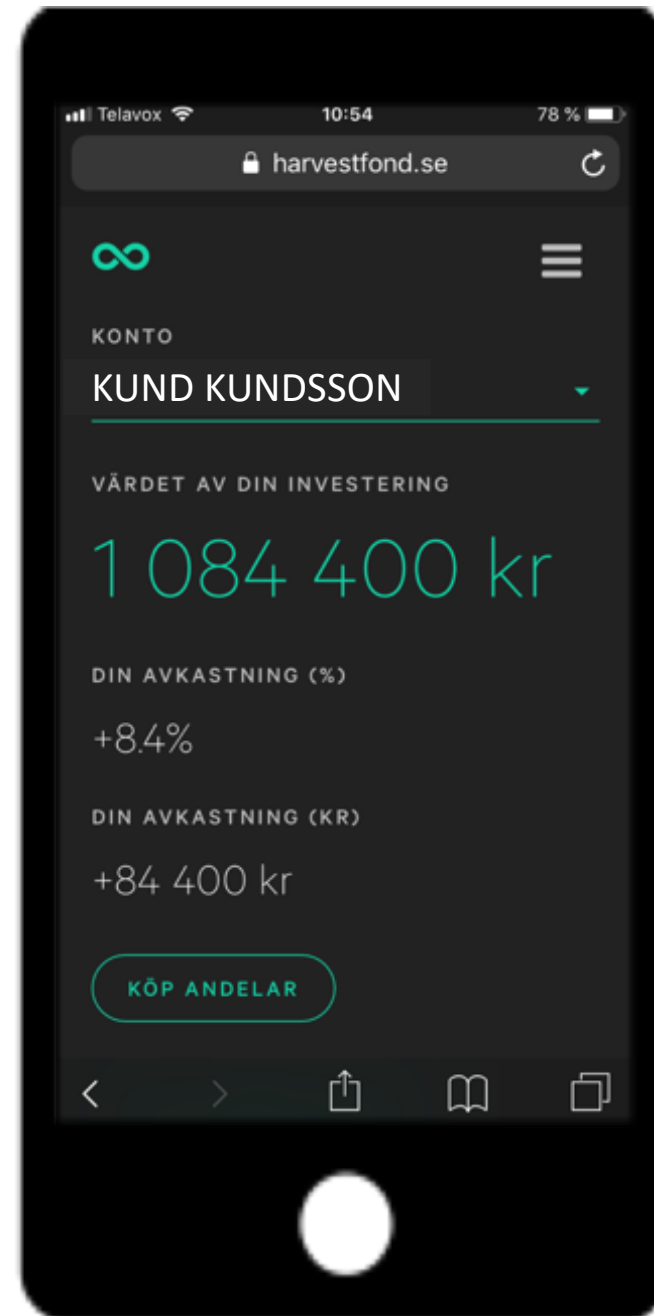 Telavox 10:54 78 %
harvestfond.se
KONTO
KUND KUNDSSON
VÄRDET AV DIN INVESTERING
1 084 400 kr
DIN AVKASTNING (%)
+8.4%
DIN AVKASTNING (KR)
+84 400 kr
KÖP ANDELAR